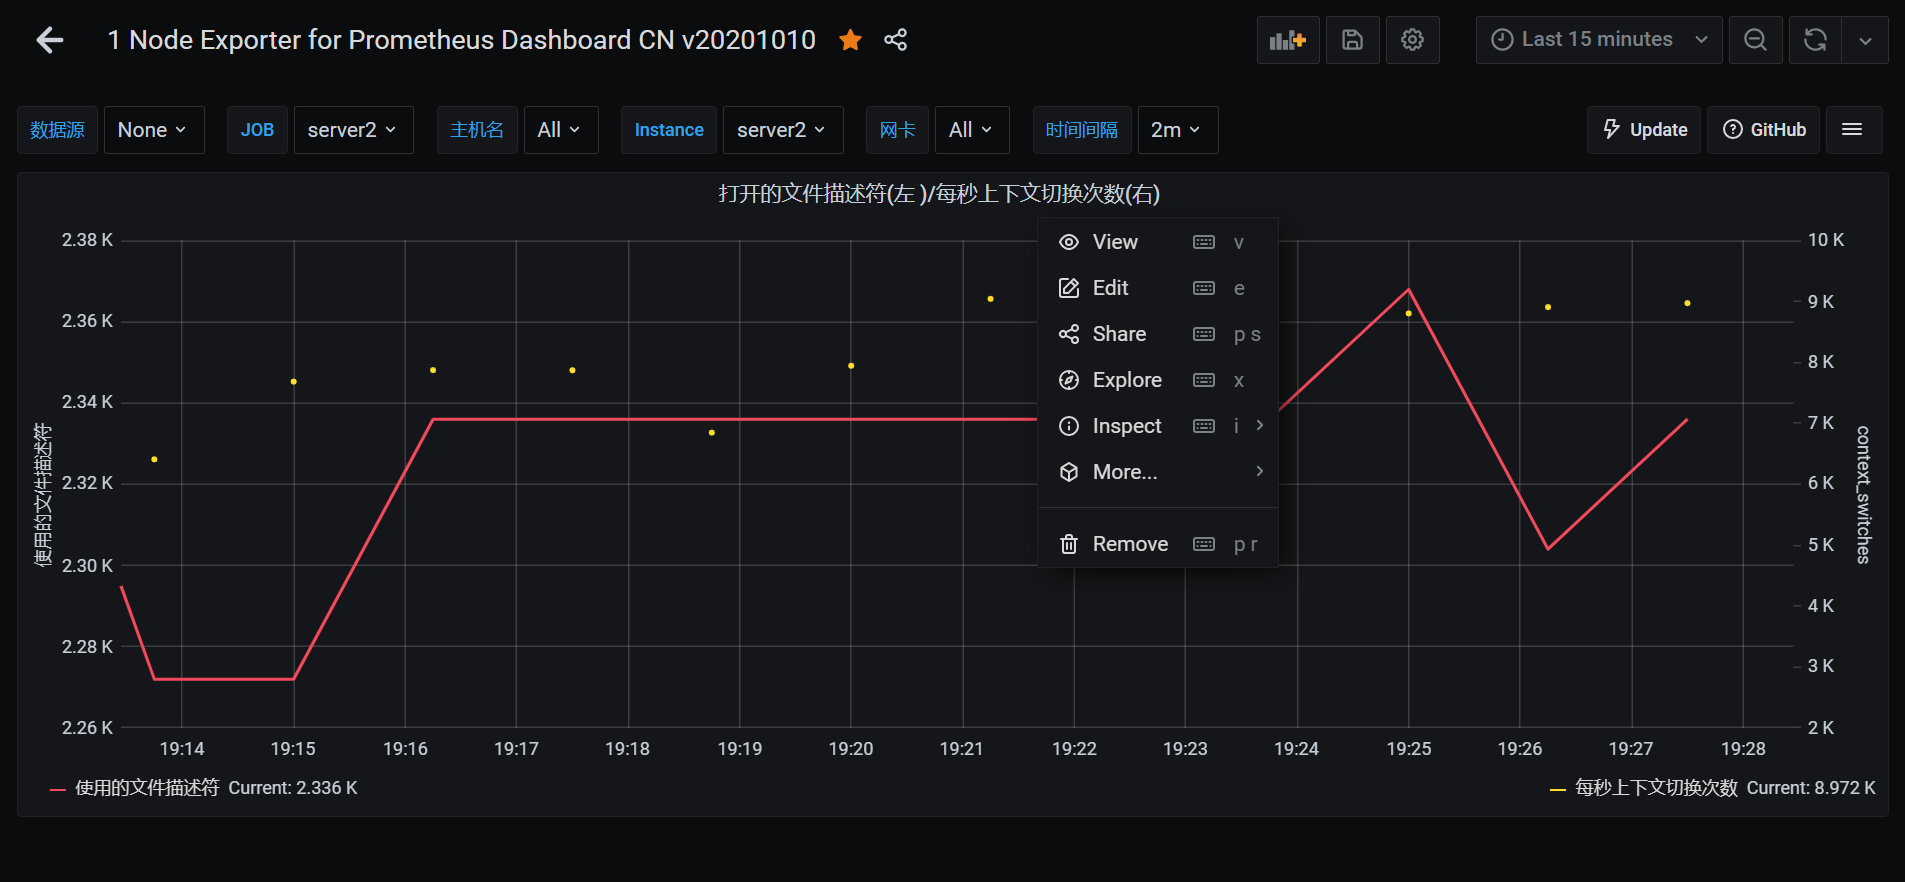 1 Node Exporter for Prometheus Dashboard CN v20201010
Last 15 minutes
数据源 None JOB server2 主机名 All Instance server2 网卡 All 时间间隔 2m Update GitHub
打开的文件描述符(左 )/每秒上下文切换次数(右)
使用的文件描述符
2.38 K
2.36 K
2.34 K
2.32 K
2.30 K
2.28 K
2.26 K
View v
Edit e
Share p s
Explore x
Inspect i
More...
Remove p r
10 K
9 K
8 K
7 K
6 K
5 K
4 K
3 K
2 K
context_switches
19:14 19:15 19:16 19:17 19:18 19:19 19:20 19:21 19:22 19:23 19:24 19:25 19:26 19:27 19:28
使用的文件描述符 Current: 2.336 K
每秒上下文切换次数 Current: 8.972 K